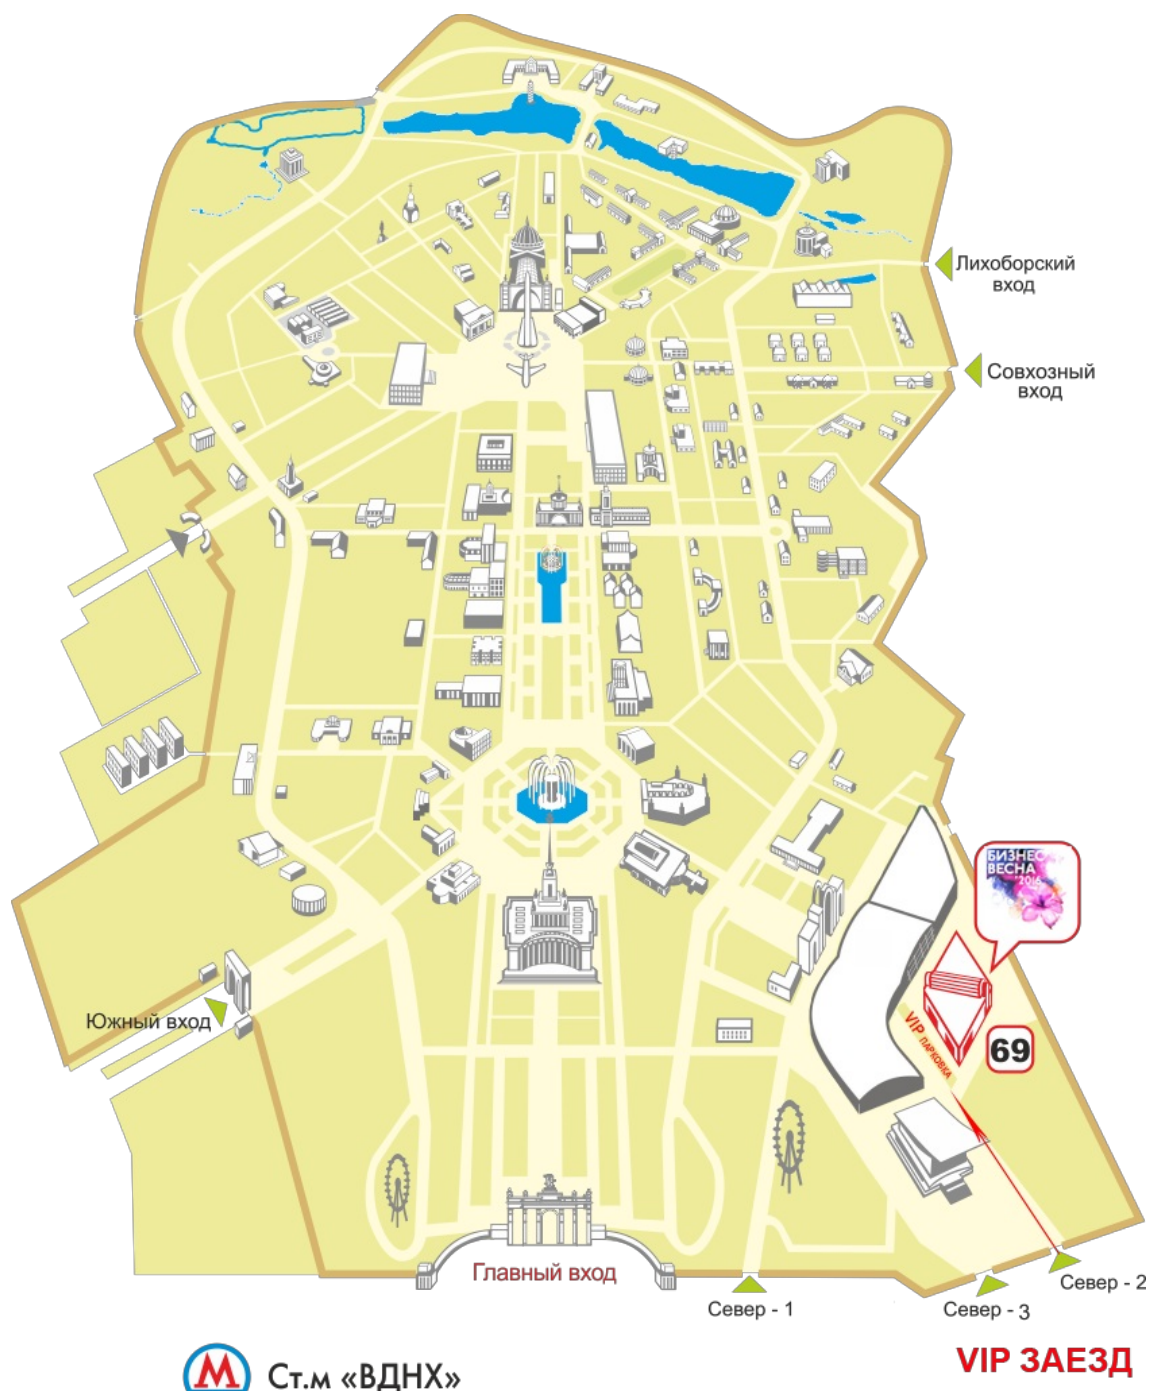 Лихоборский
вход
Совхозный
вход
БИЗНЕС
ВЕСНА
2014
VIP ПАРКОВКА
69
Южный вход
Главный вход
Север - 1
Север - 3
Север - 2
VIP ЗАЕЗД
М
Ст.м «ВДНХ»